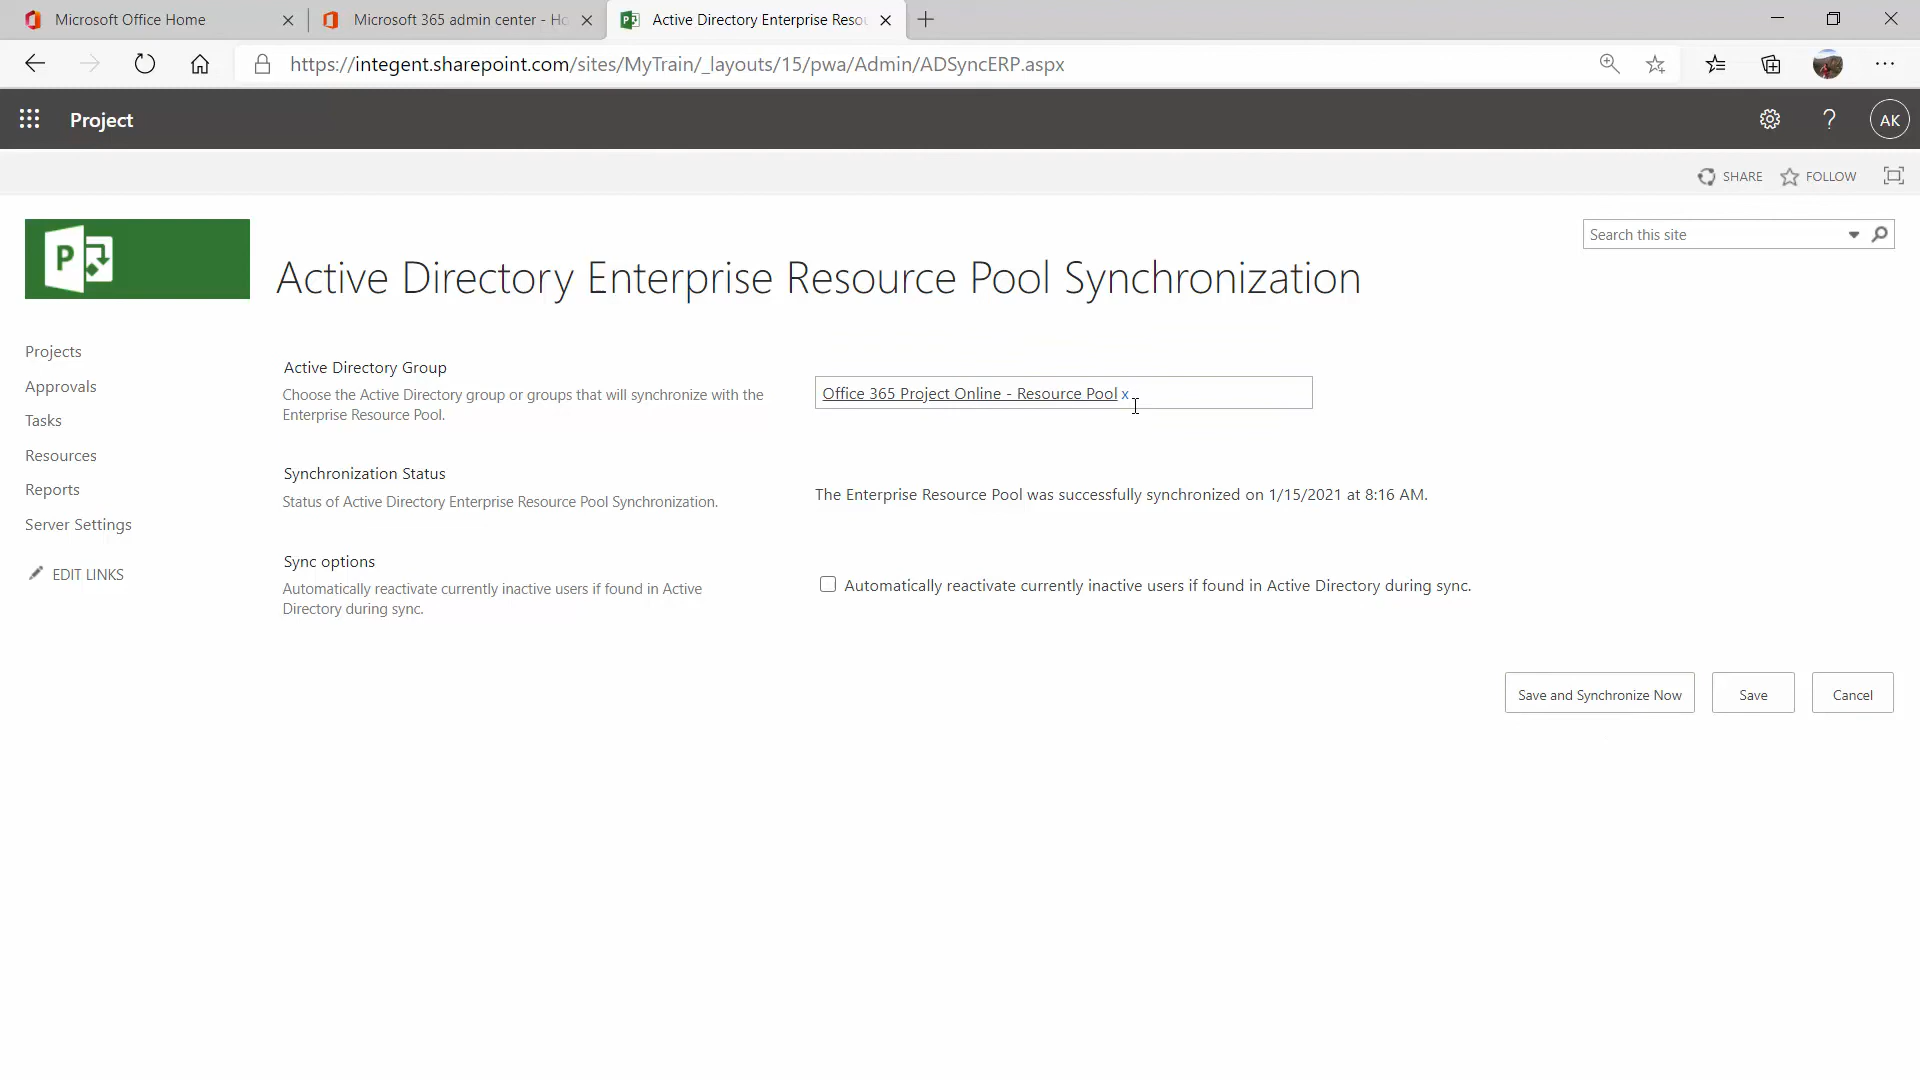 Microsoft Office Home
Microsoft 365 admin center - Ho
Active Directory Enterprise Resou
https://integent.sharepoint.com/sites/MyTrain/_layouts/15/pwa/Admin/ADSyncERP.aspx
Project
?
AK
SHARE
FOLLOW
P
Active Directory Enterprise Resource Pool Synchronization
Search this site
Projects
Approvals
Tasks
Resources
Reports
Server Settings
EDIT LINKS
Active Directory Group
Choose the Active Directory group or groups that will synchronize with the
Enterprise Resource Pool.
Office 365 Project Online - Resource Pool x
Synchronization Status
Status of Active Directory Enterprise Resource Pool Synchronization.
The Enterprise Resource Pool was successfully synchronized on 1/15/2021 at 8:16 AM.
Sync options
Automatically reactivate currently inactive users if found in Active
Directory during sync.
Automatically reactivate currently inactive users if found in Active Directory during sync.
Save and Synchronize Now
Save
Cancel